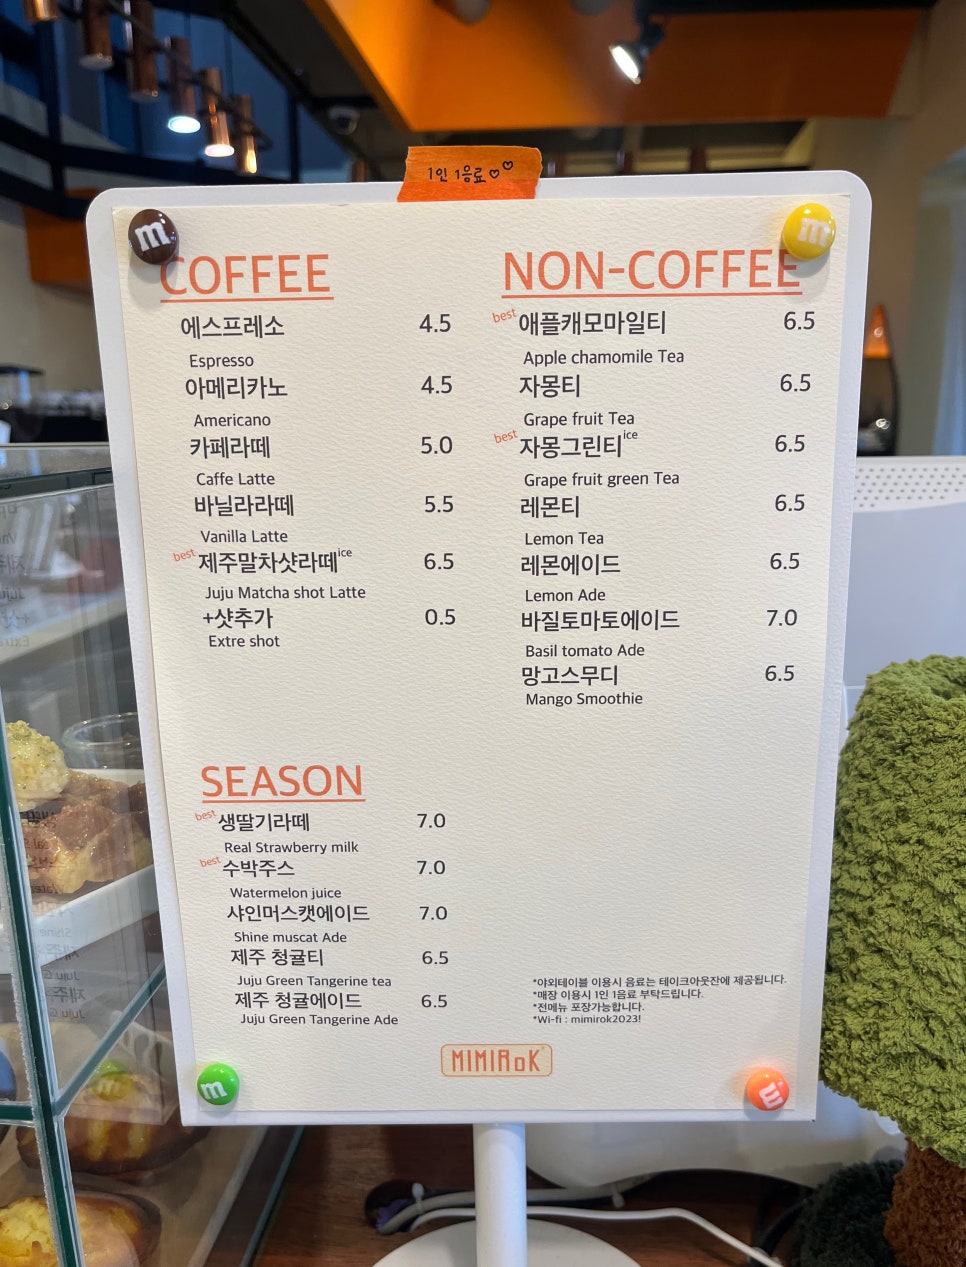 1인 1음료♡♡
COFFEE
에스프레소 4.5
Espresso
아메리카노 4.5
Americano
카페라떼 5.0
Caffe Latte
바닐라라떼 5.5
Vanilla Latte
best 제주말차샷라떼 ice 6.5
Juju Matcha shot Latte
+샷추가 0.5
Extre shot
NON-COFFEE
best 애플캐모마일티 6.5
Apple chamomile Tea
자몽티 6.5
Grape fruit Tea
best 자몽그린티 ice 6.5
Grape fruit green Tea
레몬티 6.5
Lemon Tea
레몬에이드 6.5
Lemon Ade
바질토마토에이드 7.0
Basil tomato Ade
망고스무디 6.5
Mango Smoothie
SEASON
best 생딸기라떼 7.0
Real Strawberry milk
best 수박주스 7.0
Watermelon juice
샤인머스캣에이드 7.0
Shine muscat Ade
제주 청귤티 6.5
Juju Green Tangerine tea
제주 청귤에이드 6.5
Juju Green Tangerine Ade
*야외테이블 이용시 음료는 테이크아웃잔에 제공됩니다.
*매장 이용시 1인 1음료 부탁드립니다.
*전메뉴 포장가능합니다.
*Wi-fi : mimirok2023!
MIMIROK
m
m
m
m